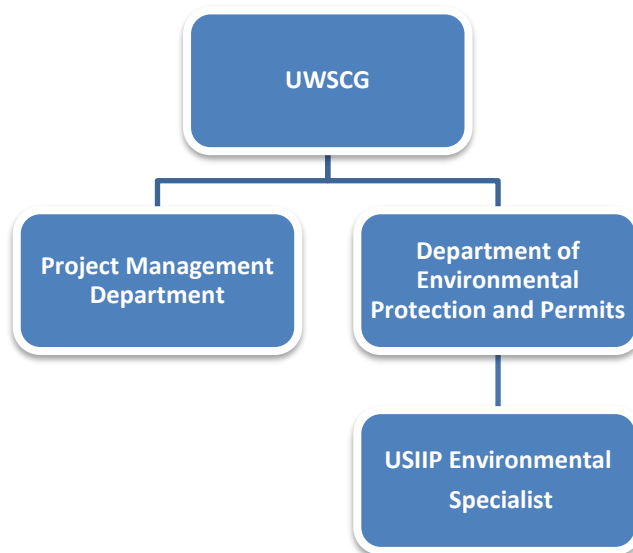 UWSCG
Project Management
Department
Department of
Environmental
Protection and Permits
USIIP Environmental
Specialist